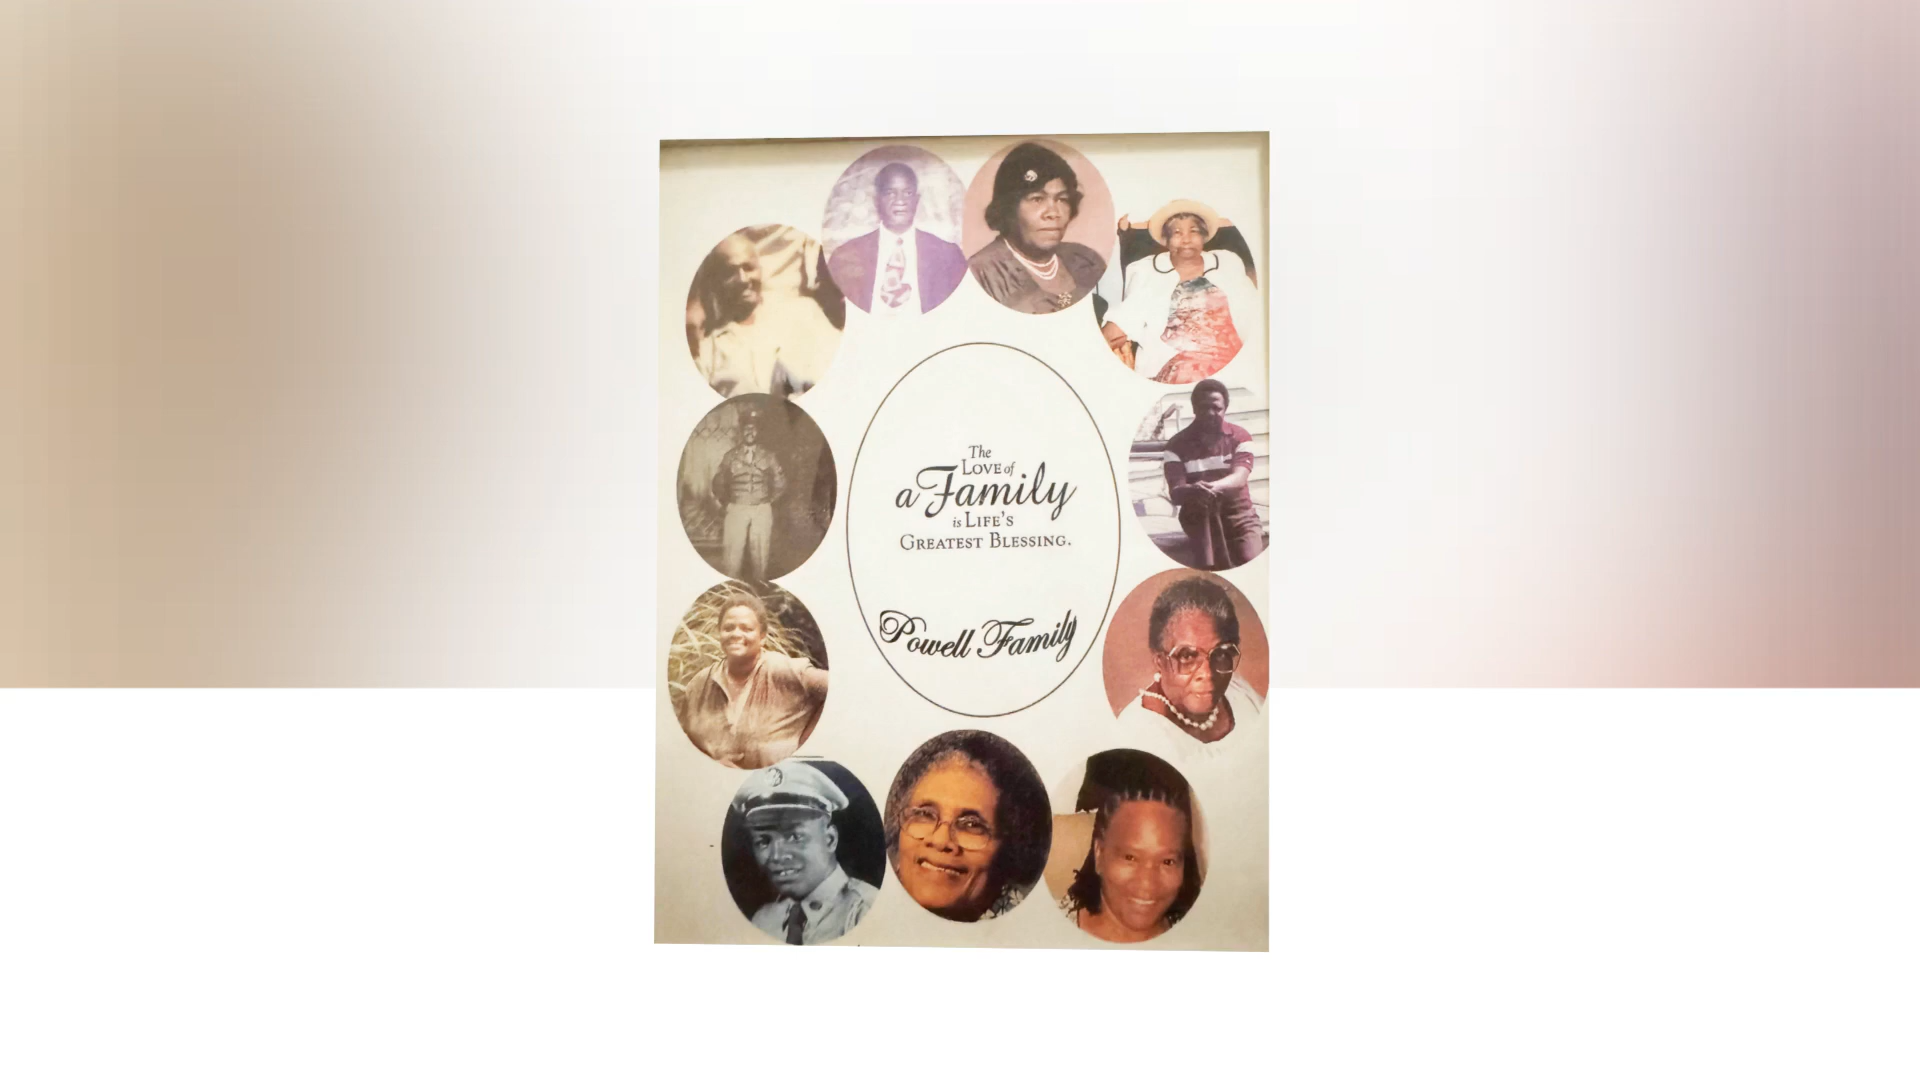 The
LOVE of
a Family
is LIFE'S
GREATEST BLESSING.
Powell Family